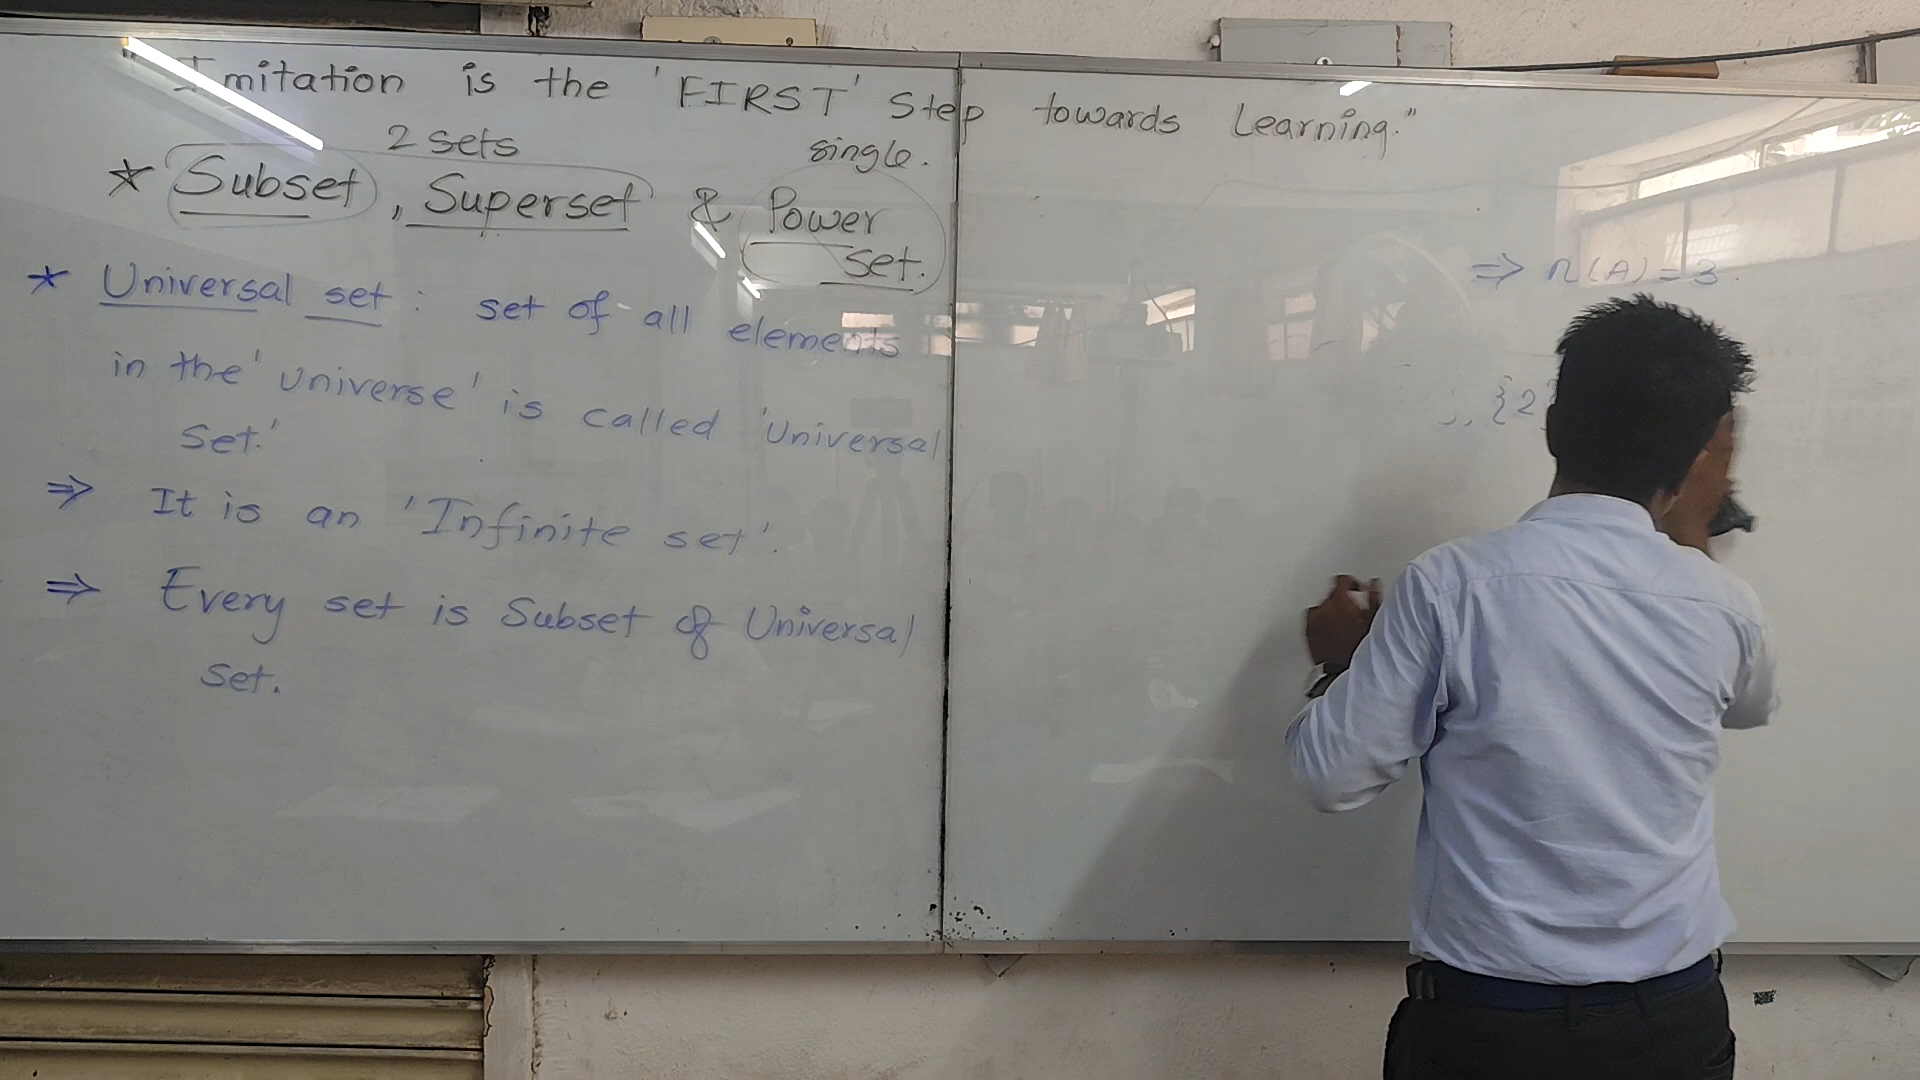 "Imitation is the 'FIRST' Step towards Learning."
2 sets single.
* Subset, Superset & Power
set.
* Universal set : set of all elements
in the 'universe' is called 'Universal
set.'
⇒ It is an 'Infinite set'.
⇒ Every set is Subset of Universal
set.
⇒ n(A) = 3.
, {2}